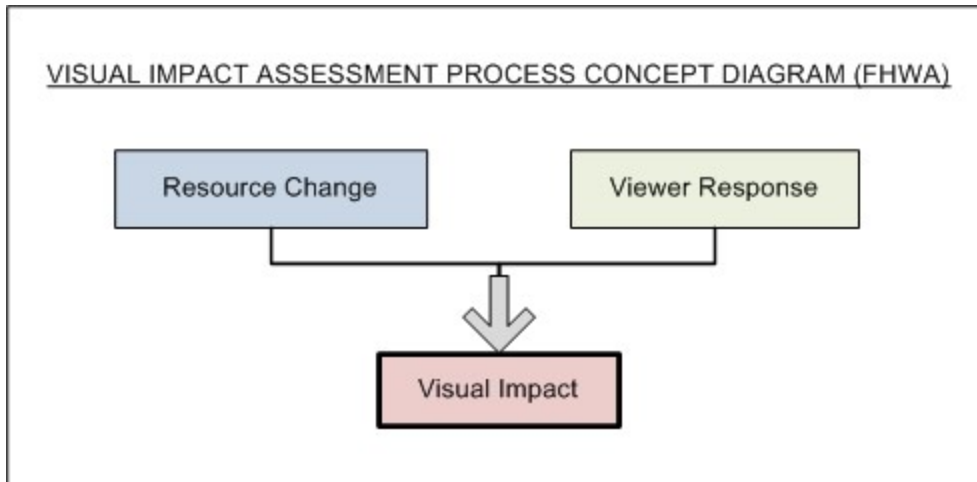 VISUAL IMPACT ASSESSMENT PROCESS CONCEPT DIAGRAM (FHWA)
Resource Change
Viewer Response
Visual Impact